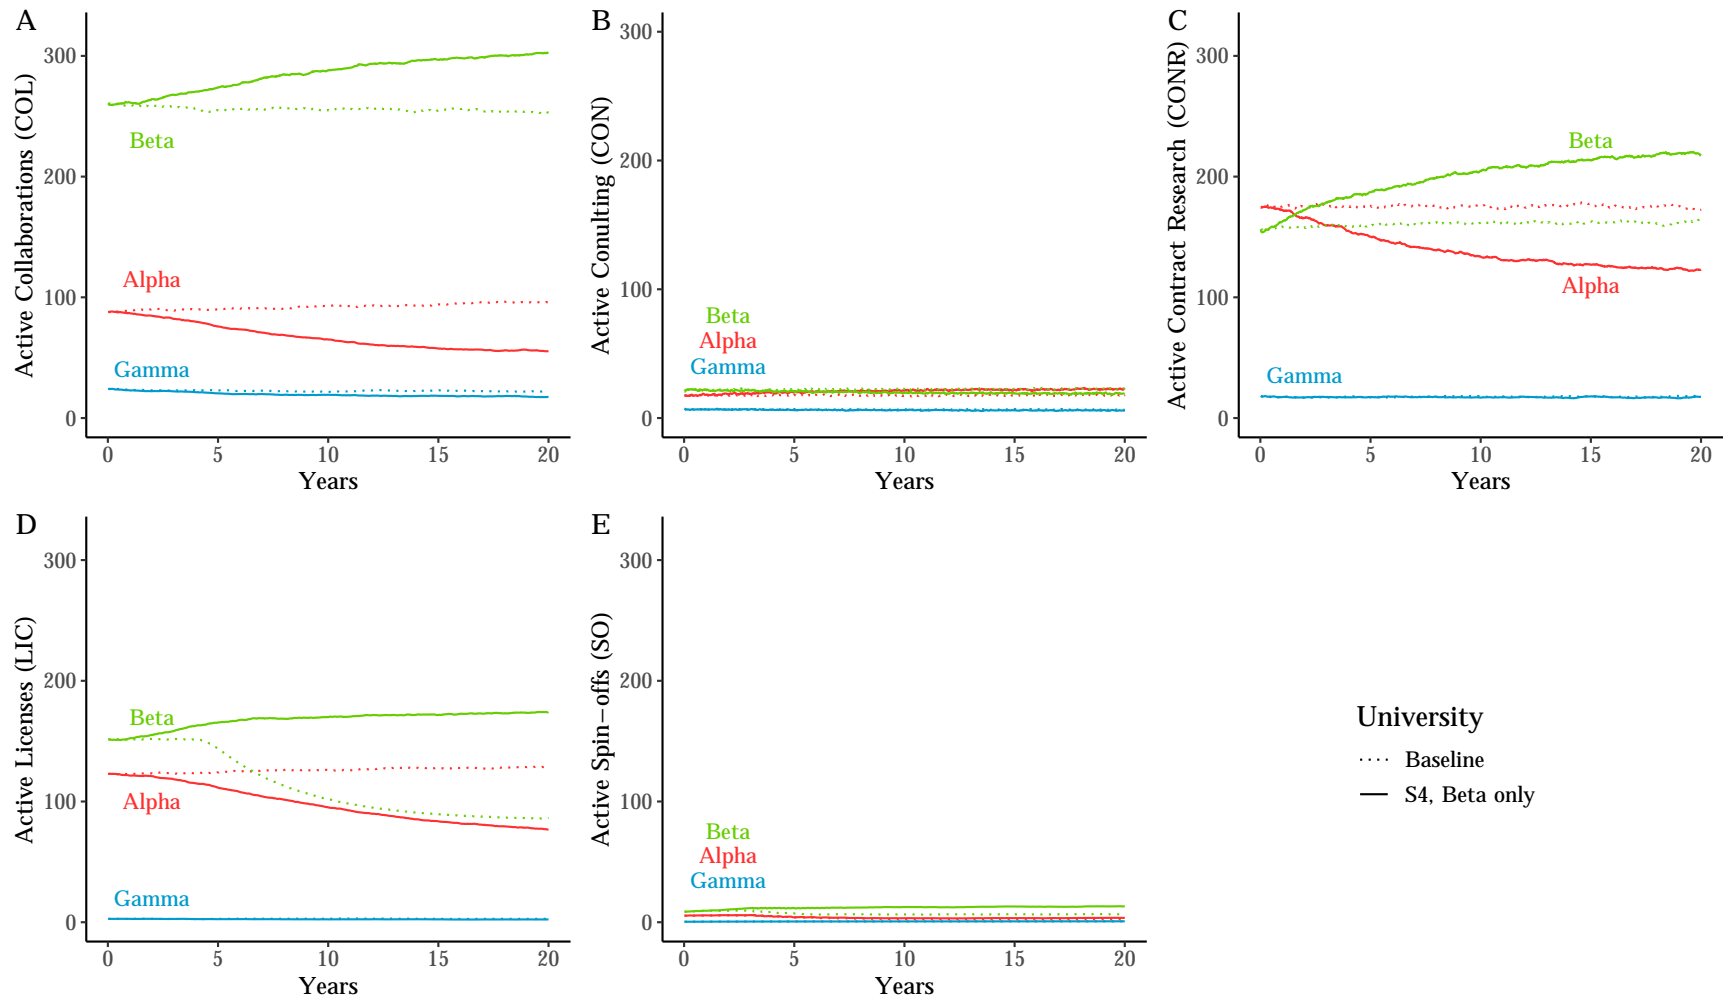 A
Active Collaborations (COL)
300
200
100
0
Beta
Alpha
Gamma
0 5 10 15 20
Years
B
Active Conulting (CON)
300
200
100
0
Beta
Alpha
Gamma
0 5 10 15 20
Years
C
Active Contract Research (CONR)
300
200
100
0
Beta
Alpha
Gamma
0 5 10 15 20
Years
D
Active Licenses (LIC)
300
200
100
0
Beta
Alpha
Gamma
0 5 10 15 20
Years
E
Active Spin−offs (SO)
300
200
100
0
Beta
Alpha
Gamma
0 5 10 15 20
Years
University
Baseline
S4, Beta only